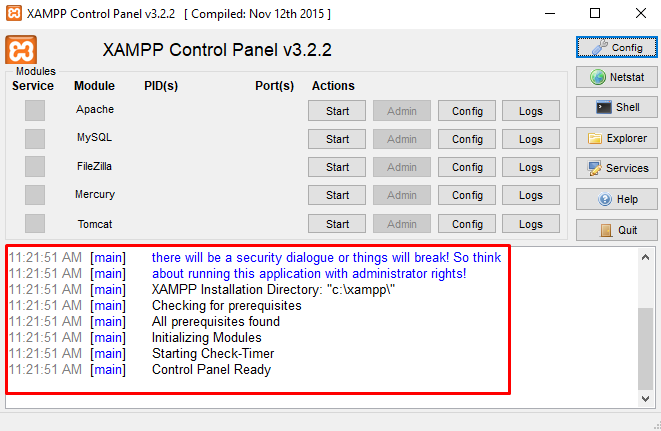 XAMPP Control Panel v3.2.2 [ Compiled: Nov 12th 2015 ]
XAMPP Control Panel v3.2.2
Config
Modules
Service Module PID(s) Port(s) Actions
Netstat
Apache Start Admin Config Logs
Shell
MySQL Start Admin Config Logs
Explorer
FileZilla Start Admin Config Logs
Services
Mercury Start Admin Config Logs
Help
Tomcat Start Admin Config Logs
Quit
11:21:51 AM [main] there will be a security dialogue or things will break! So think
11:21:51 AM [main] about running this application with administrator rights!
11:21:51 AM [main] XAMPP Installation Directory: "c:\xampp\"
11:21:51 AM [main] Checking for prerequisites
11:21:51 AM [main] All prerequisites found
11:21:51 AM [main] Initializing Modules
11:21:51 AM [main] Starting Check-Timer
11:21:51 AM [main] Control Panel Ready